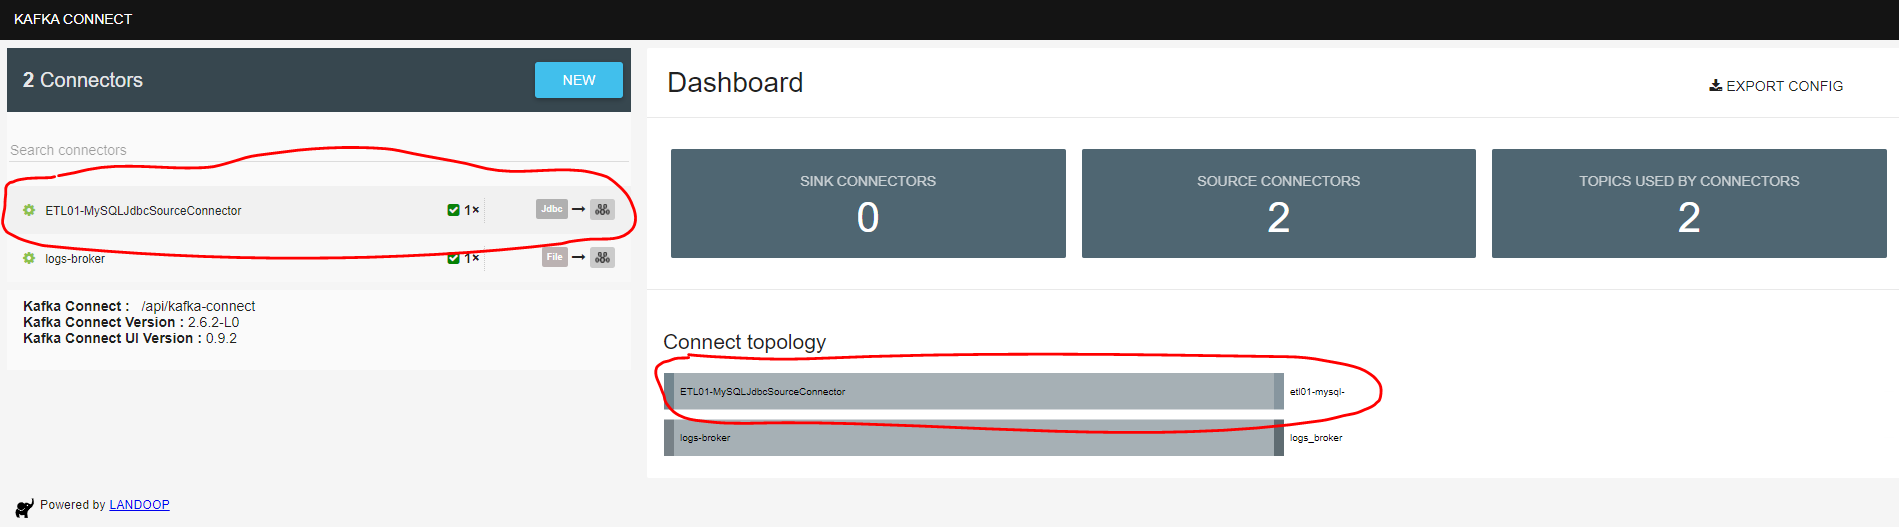 KAFKA CONNECT
2 Connectors
NEW
Search connectors
ETL01-MySQLJdbcSourceConnector 1× Jdbc
logs-broker 1× File
Kafka Connect : /api/kafka-connect
Kafka Connect Version : 2.6.2-L0
Kafka Connect UI Version : 0.9.2
Powered by LANDOOP
Dashboard
EXPORT CONFIG
SINK CONNECTORS
0
SOURCE CONNECTORS
2
TOPICS USED BY CONNECTORS
2
Connect topology
ETL01-MySQLJdbcSourceConnector etl01-mysql-
logs-broker logs_broker